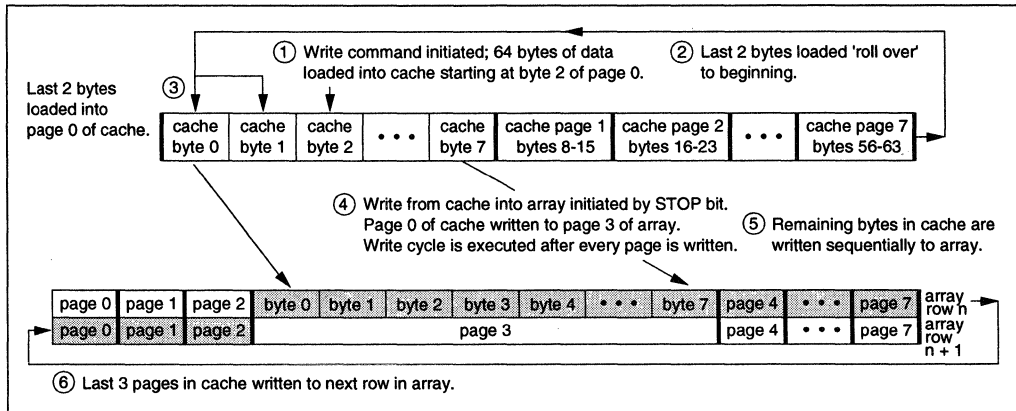 ① Write command initiated; 64 bytes of data
loaded into cache starting at byte 2 of page 0.
② Last 2 bytes loaded 'roll over'
to beginning.
Last 2 bytes
loaded into
page 0 of cache.
③
cache byte 0
cache byte 1
cache byte 2
• • •
cache byte 7
cache page 1 bytes 8-15
cache page 2 bytes 16-23
• • •
cache page 7 bytes 56-63
④ Write from cache into array initiated by STOP bit.
Page 0 of cache written to page 3 of array.
Write cycle is executed after every page is written.
⑤ Remaining bytes in cache are
written sequentially to array.
page 0 page 1 page 2 byte 0 byte 1 byte 2 byte 3 byte 4 • • • byte 7 page 4 • • • page 7 array row n
page 0 page 1 page 2 page 3 page 4 • • • page 7 array row n + 1
⑥ Last 3 pages in cache written to next row in array.